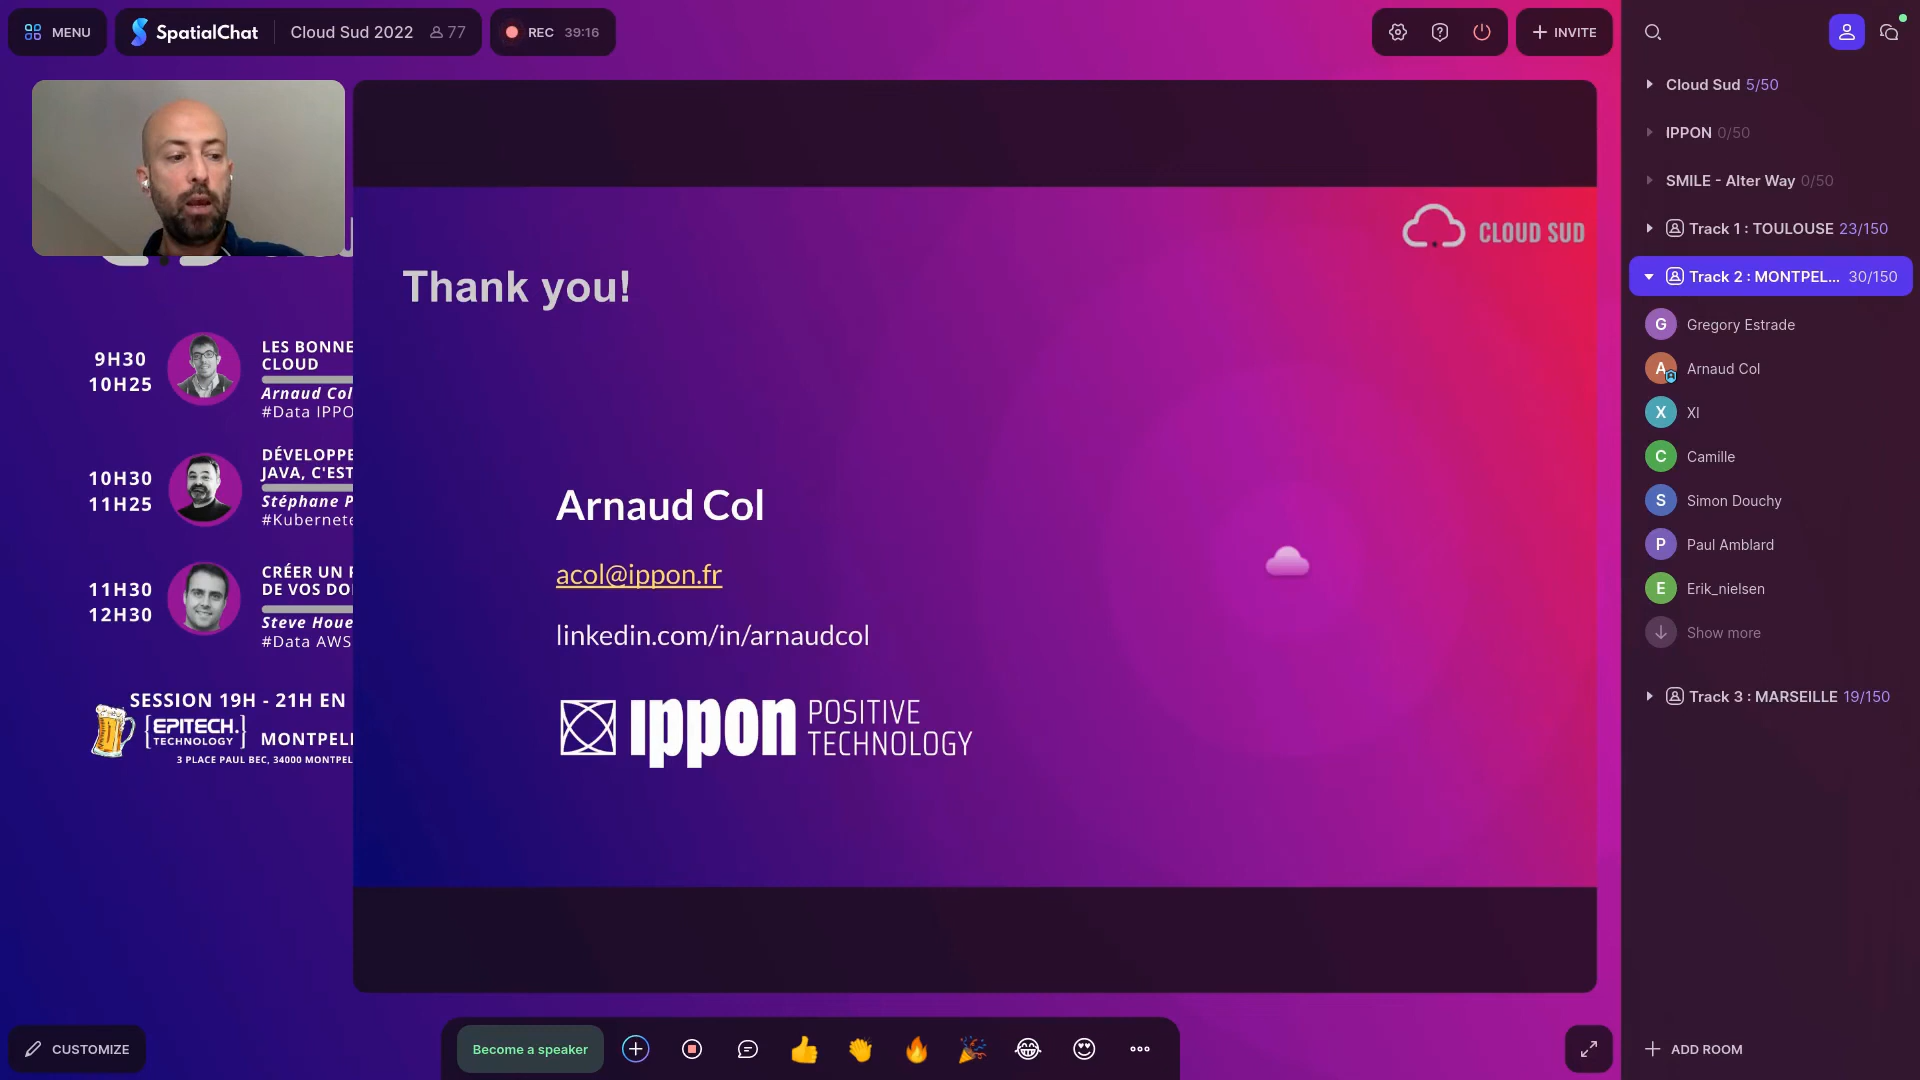 MENU
SpatialChat
Cloud Sud 2022
77
REC 39:16
INVITE
9H30
10H25
LES BONNE
CLOUD
Arnaud Col
#Data IPPO
10H30
11H25
DÉVELOPPE
JAVA, C'EST
Stéphane P
#Kubernete
11H30
12H30
CRÉER UN
DE VOS DO
Steve Houe
#Data AWS
SESSION 19H - 21H EN
[EPITECH.]
TECHNOLOGY
MONTPEL
3 PLACE PAUL BEC, 34000 MONTPEL
CLOUD SUD
Thank you!
Arnaud Col
acol@ippon.fr
linkedin.com/in/arnaudcol
ippon POSITIVE
TECHNOLOGY
Cloud Sud 5/50
IPPON 0/50
SMILE - Alter Way 0/50
Track 1 : TOULOUSE 23/150
Track 2 : MONTPEL... 30/150
G Gregory Estrade
A Arnaud Col
X XI
C Camille
S Simon Douchy
P Paul Amblard
E Erik_nielsen
Show more
Track 3 : MARSEILLE 19/150
ADD ROOM
CUSTOMIZE
Become a speaker